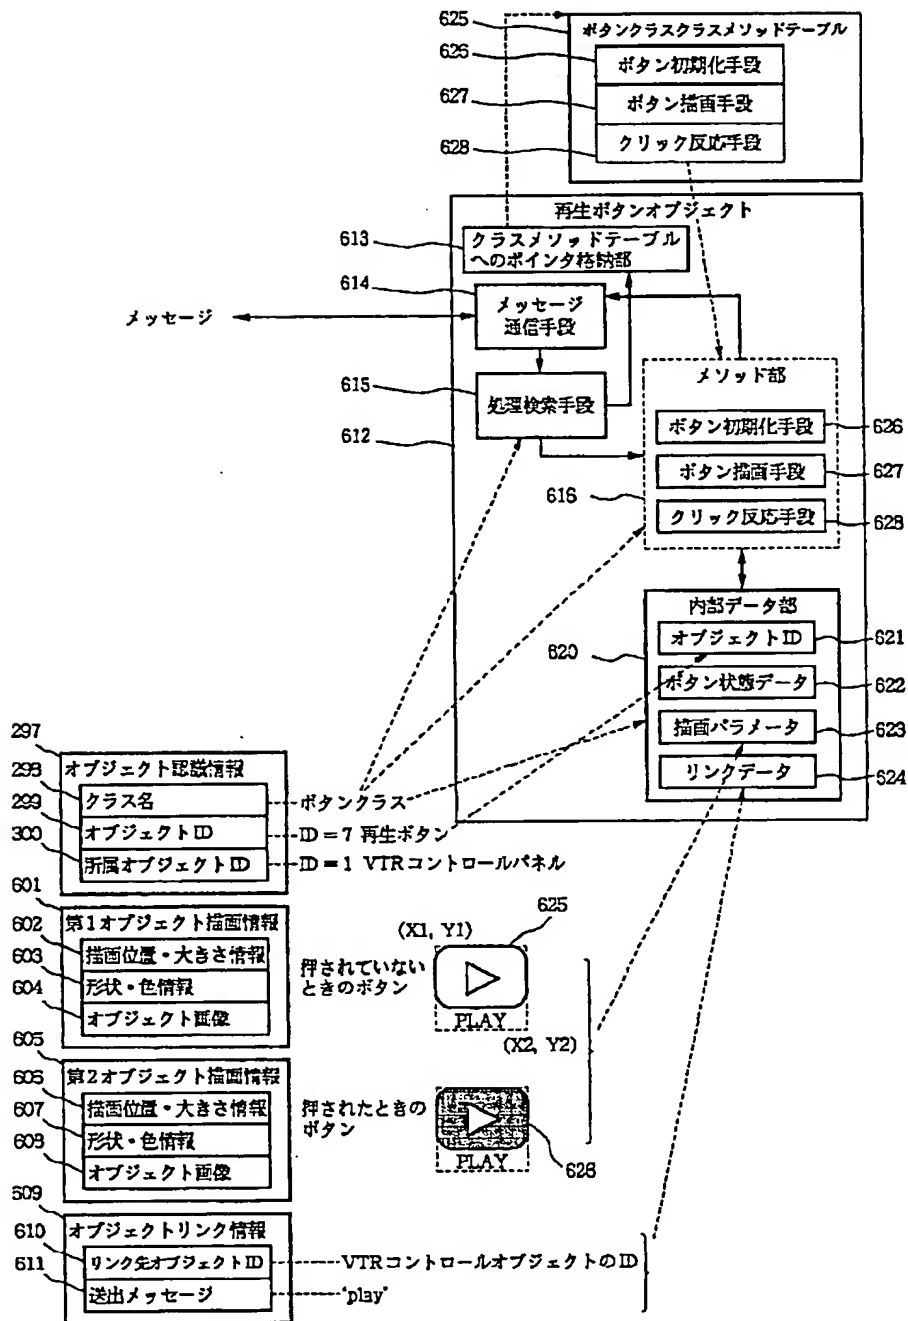 625
ボタンクラスクラスメソッドテーブル
626
ボタン初期化手段
627
ボタン描画手段
628
クリック反応手段
再生ボタンオブジェクト
613
クラスメソッドテーブル
へのポインタ格納部
614
メッセージ
メッセージ
通信手段
メソッド部
615
処理検索手段
612
ボタン初期化手段
626
ボタン描画手段
627
616
クリック反応手段
628
内部データ部
オブジェクトID
621
620
ボタン状態データ
622
描画パラメータ
623
リンクデータ
624
297
オブジェクト認識情報
298
クラス名
ボタンクラス
299
オブジェクトID
ID=7 再生ボタン
300
所属オブジェクトID
ID=1 VTRコントロールパネル
601
第1オブジェクト描画情報
602
描画位置・大きさ情報
603
形状・色情報
604
オブジェクト画像
押されていない
ときのボタン
(X1, Y1)
625
PLAY
(X2, Y2)
605
第2オブジェクト描画情報
606
描画位置・大きさ情報
607
形状・色情報
608
オブジェクト画像
押されたときの
ボタン
PLAY
626
609
オブジェクトリンク情報
610
リンク先オブジェクトID
VTRコントロールオブジェクトのID
611
送出メッセージ
'play'